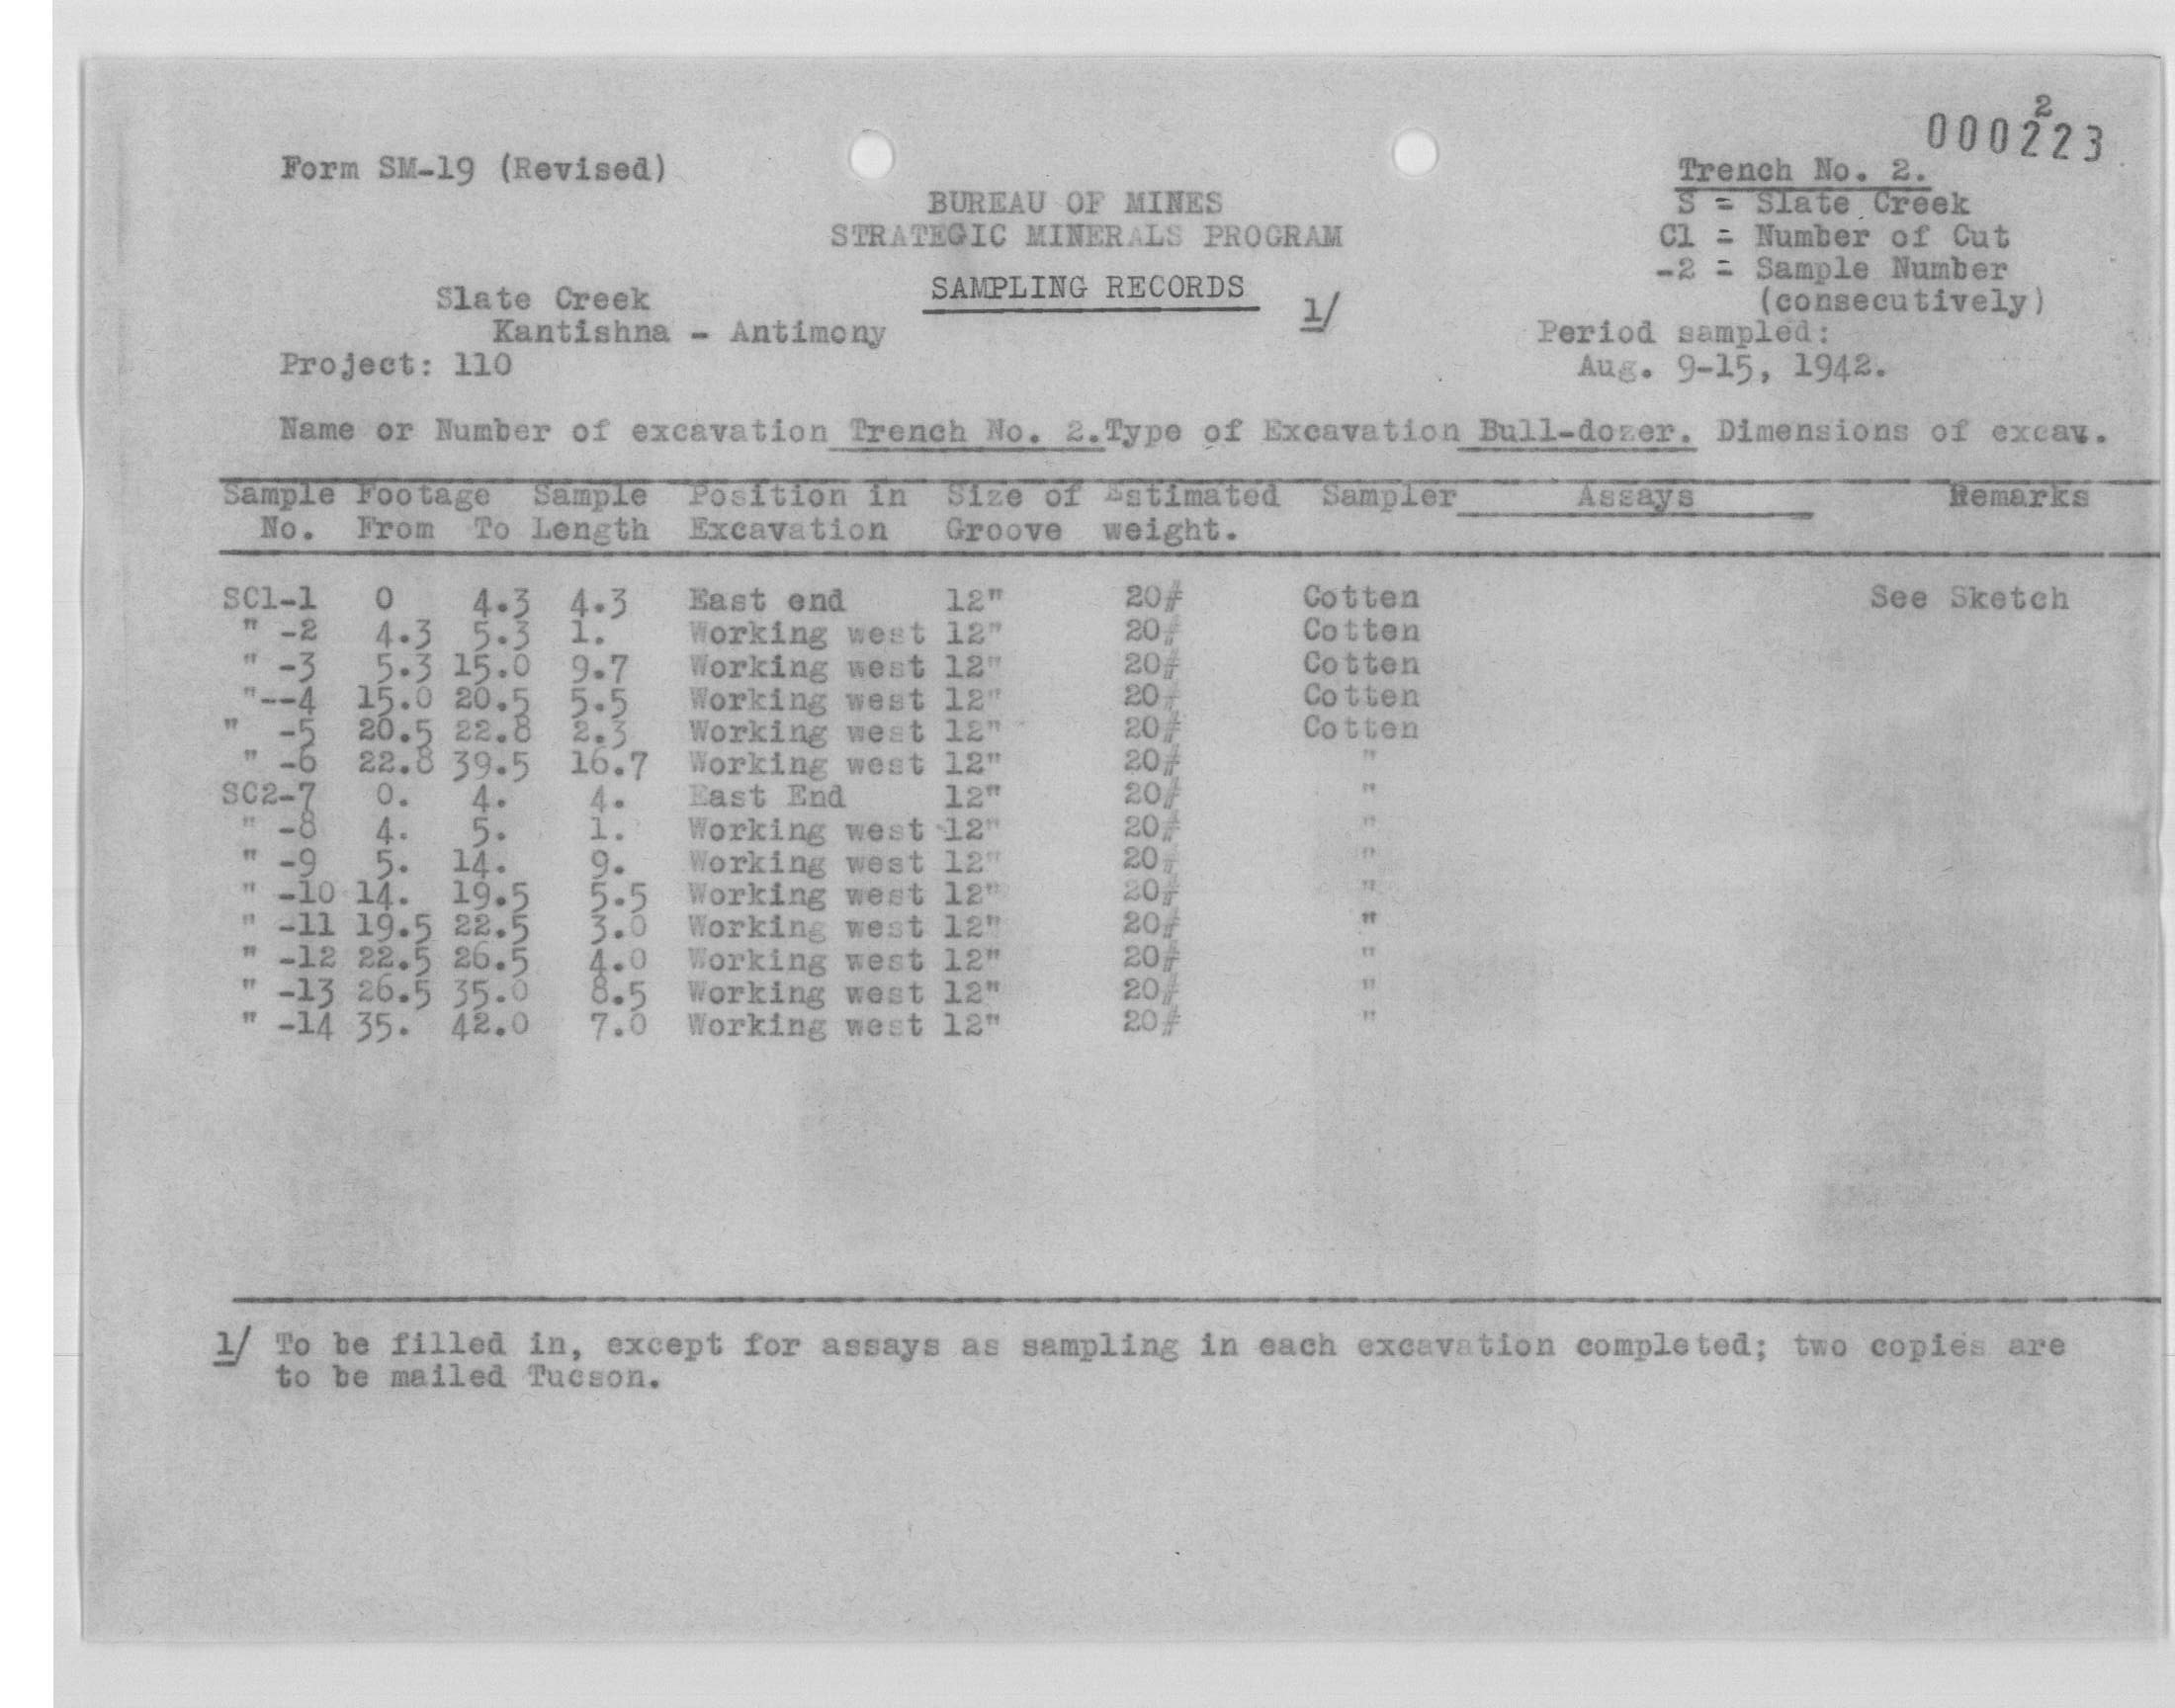 2
000223
Form SM-19 (Revised)
Trench No. 2.
BUREAU OF MINES
S = Slate Creek
STRATEGIC MINERALS PROGRAM
C1 = Number of Cut
-2 = Sample Number
SAMPLING RECORDS 1/
Slate Creek
(consecutively)
Kantishna - Antimony
Period sampled:
Project: 110
Aug. 9-15, 1942.
Name or Number of excavation Trench No. 2.Type of Excavation Bull-dozer. Dimensions of excav.
Sample Footage Sample Position in Size of Estimated Sampler Assays Remarks
No. From To Length Excavation Groove weight.
SC1-1 0 4.3 4.3 East end 12" 20# Cotten See Sketch
" -2 4.3 5.3 1. Working west 12" 20# Cotten
" -3 5.3 15.0 9.7 Working west 12" 20# Cotten
"--4 15.0 20.5 5.5 Working west 12" 20# Cotten
" -5 20.5 22.8 2.3 Working west 12" 20# Cotten
" -6 22.8 39.5 16.7 Working west 12" 20# "
SC2-7 0. 4. 4. East End 12" 20# "
" -8 4. 5. 1. Working west 12" 20# "
" -9 5. 14. 9. Working west 12" 20# "
" -10 14. 19.5 5.5 Working west 12" 20# "
" -11 19.5 22.5 3.0 Working west 12" 20# "
" -12 22.5 26.5 4.0 Working west 12" 20# "
" -13 26.5 35.0 8.5 Working west 12" 20# "
" -14 35. 42.0 7.0 Working west 12" 20# "
1/ To be filled in, except for assays as sampling in each excavation completed; two copies are
to be mailed Tucson.